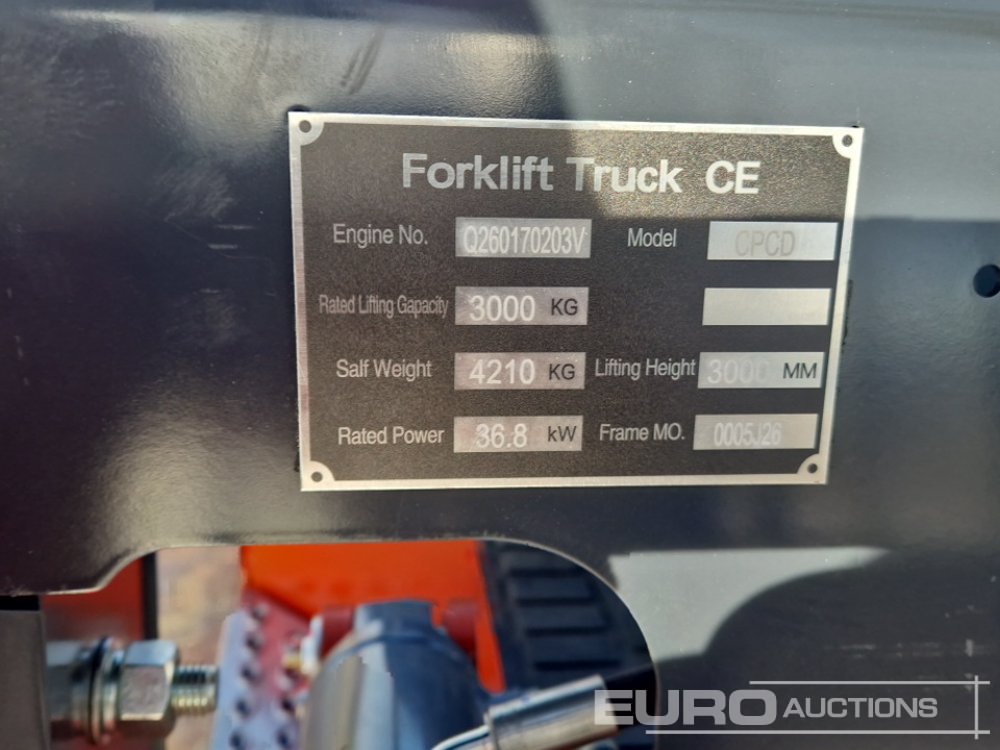 Forklift Truck CE
Engine No. Q260170203V Model CPCD
Rated Lifting Gapacity 3000 KG
Salf Weight 4210 KG Lifting Height 3000 MM
Rated Power 36.8 kW Frame MO. 0005J26
EURO AUCTIONS